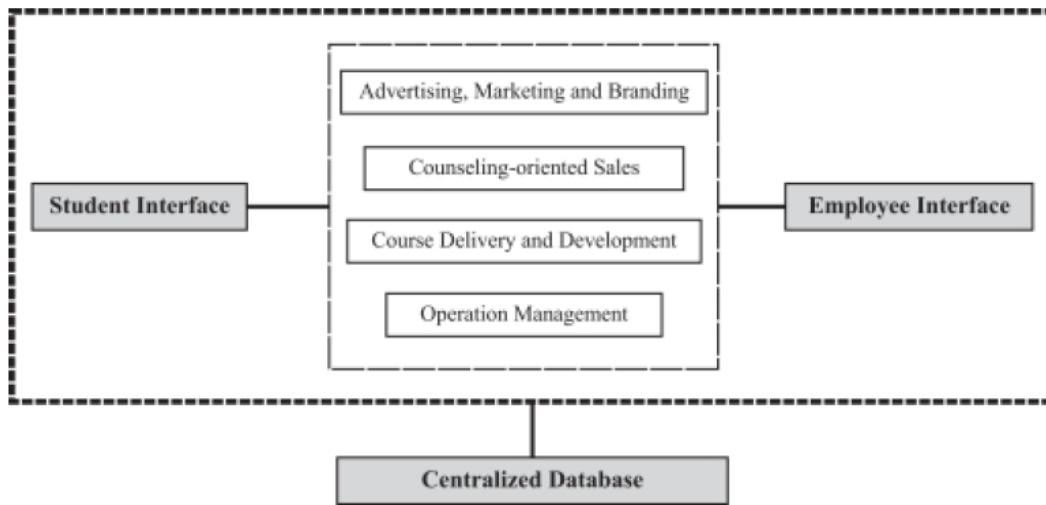 Advertising, Marketing and Branding
Counseling-oriented Sales
Student Interface
Employee Interface
Course Delivery and Development
Operation Management
Centralized Database